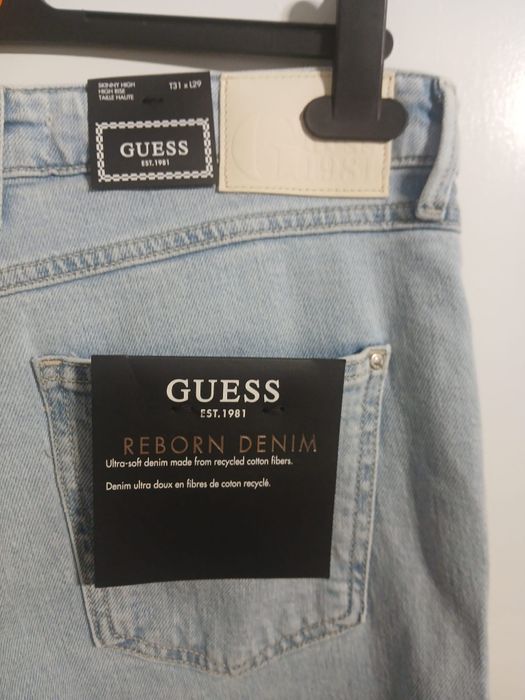 SKINNY HIGH
HIGH RISE
TAILLE HAUTE
T31 x L29
GUESS
EST.1981
1981
GUESS
EST.1981
REBORN DENIM
Ultra-soft denim made from recycled cotton fibers.
Denim ultra doux en fibres de coton recyclé.